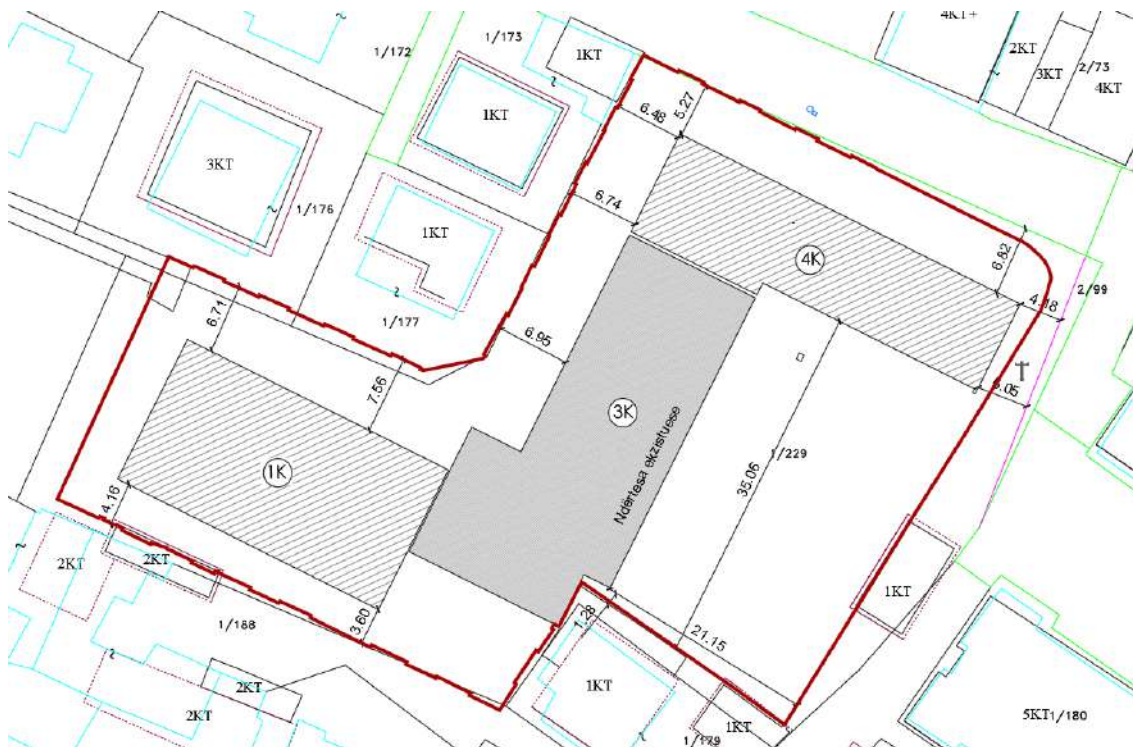 4KT+
2KT
3KT
2/73
4KT
1/172
1/173
1KT
5.27
6.48
1KT
3KT
1/176
6.74
1KT
4K
6.82
2/99
4.18
6.71
1/177
6.95
7.56
3K
Ndërtesa ekzistuese
35.06
1/229
1K
4.16
2KT
2KT
1KT
3.60
1/188
1.28
21.15
2KT
2KT
1KT
1KT
1/179
5KT
1/180